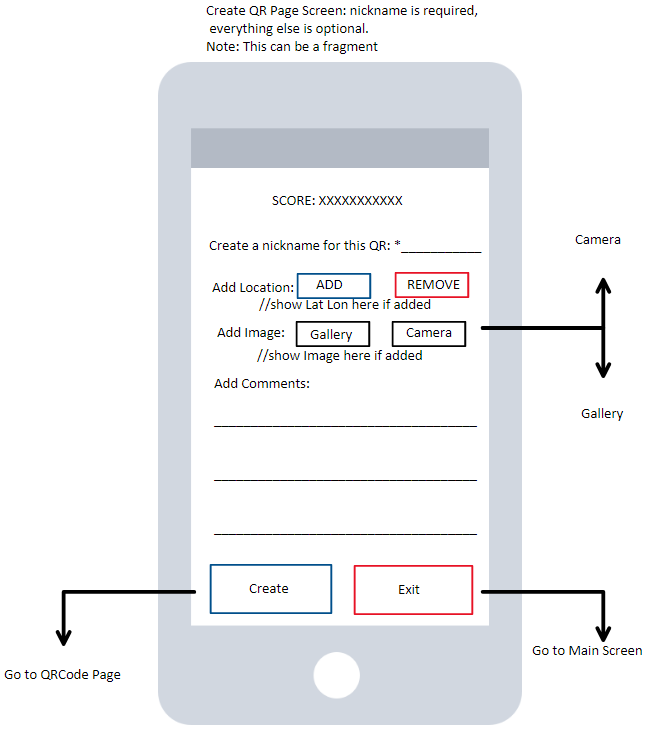 Create QR Page Screen: nickname is required,
everything else is optional.
Note: This can be a fragment
SCORE: XXXXXXXXXXX
Create a nickname for this QR: *___________
Add Location: ADD REMOVE
//show Lat Lon here if added
Add Image: Gallery Camera
//show Image here if added
Add Comments:
Create Exit
Camera
Gallery
Go to QRCode Page
Go to Main Screen